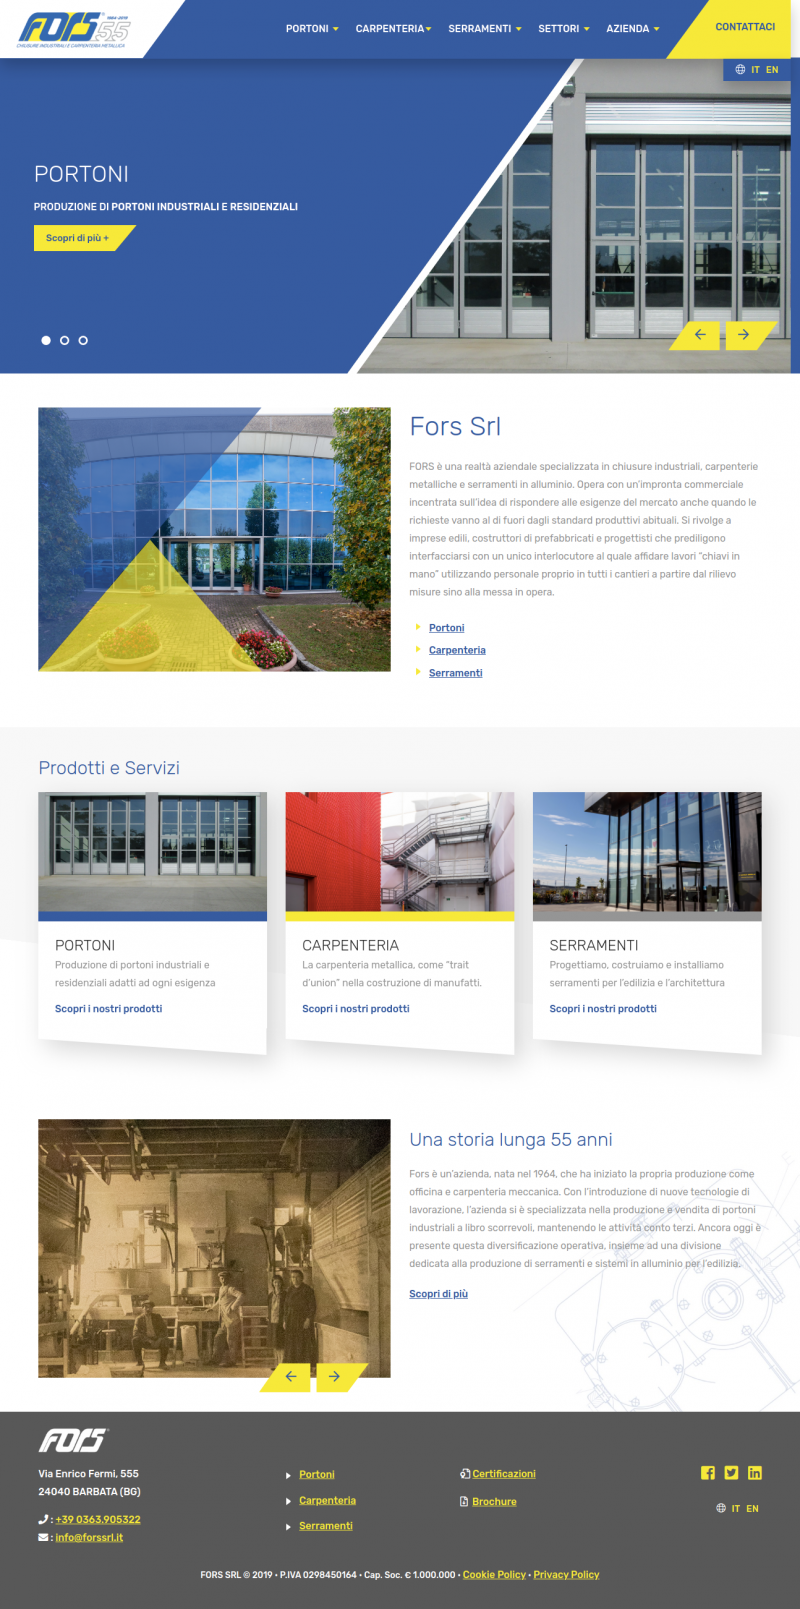 FORS 1964-2019 55
CHIUSURE INDUSTRIALI E CARPENTERIA METALLICA
PORTONI CARPENTERIA SERRAMENTI SETTORI AZIENDA CONTATTACI
IT EN
PORTONI
PRODUZIONE DI PORTONI INDUSTRIALI E RESIDENZIALI
Scopri di più +
Fors Srl
FORS è una realtà aziendale specializzata in chiusure industriali, carpenterie
metalliche e serramenti in alluminio. Opera con un'impronta commerciale
incentrata sull'idea di rispondere alle esigenze del mercato anche quando le
richieste vanno al di fuori dagli standard produttivi abituali. Si rivolge a
imprese edili, costruttori di prefabbricati e progettisti che prediligono
interfacciarsi con un unico interlocutore al quale affidare lavori "chiavi in
mano" utilizzando personale proprio in tutti i cantieri a partire dal rilievo
misure sino alla messa in opera.
Portoni
Carpenteria
Serramenti
Prodotti e Servizi
PORTONI
Produzione di portoni industriali e
residenziali adatti ad ogni esigenza
Scopri i nostri prodotti
CARPENTERIA
La carpenteria metallica, come "trait
d'union" nella costruzione di manufatti.
Scopri i nostri prodotti
SERRAMENTI
Progettiamo, costruiamo e installiamo
serramenti per l'edilizia e l'architettura
Scopri i nostri prodotti
Una storia lunga 55 anni
Fors è un'azienda, nata nel 1964, che ha iniziato la propria produzione come
officina e carpenteria meccanica. Con l'introduzione di nuove tecnologie di
lavorazione, l'azienda si è specializzata nella produzione e vendita di portoni
industriali a libro scorrevoli, mantenendo le attività conto terzi. Ancora oggi è
presente questa diversificazione operativa, insieme ad una divisione
dedicata alla produzione di serramenti e sistemi in alluminio per l'edilizia.
Scopri di più
FORS
Via Enrico Fermi, 555
24040 BARBATA (BG)
: +39 0363.905322
: info@forssrl.it
Portoni
Carpenteria
Serramenti
Certificazioni
Brochure
IT EN
FORS SRL © 2019 • P.IVA 0298450164 • Cap. Soc. € 1.000.000 • Cookie Policy • Privacy Policy